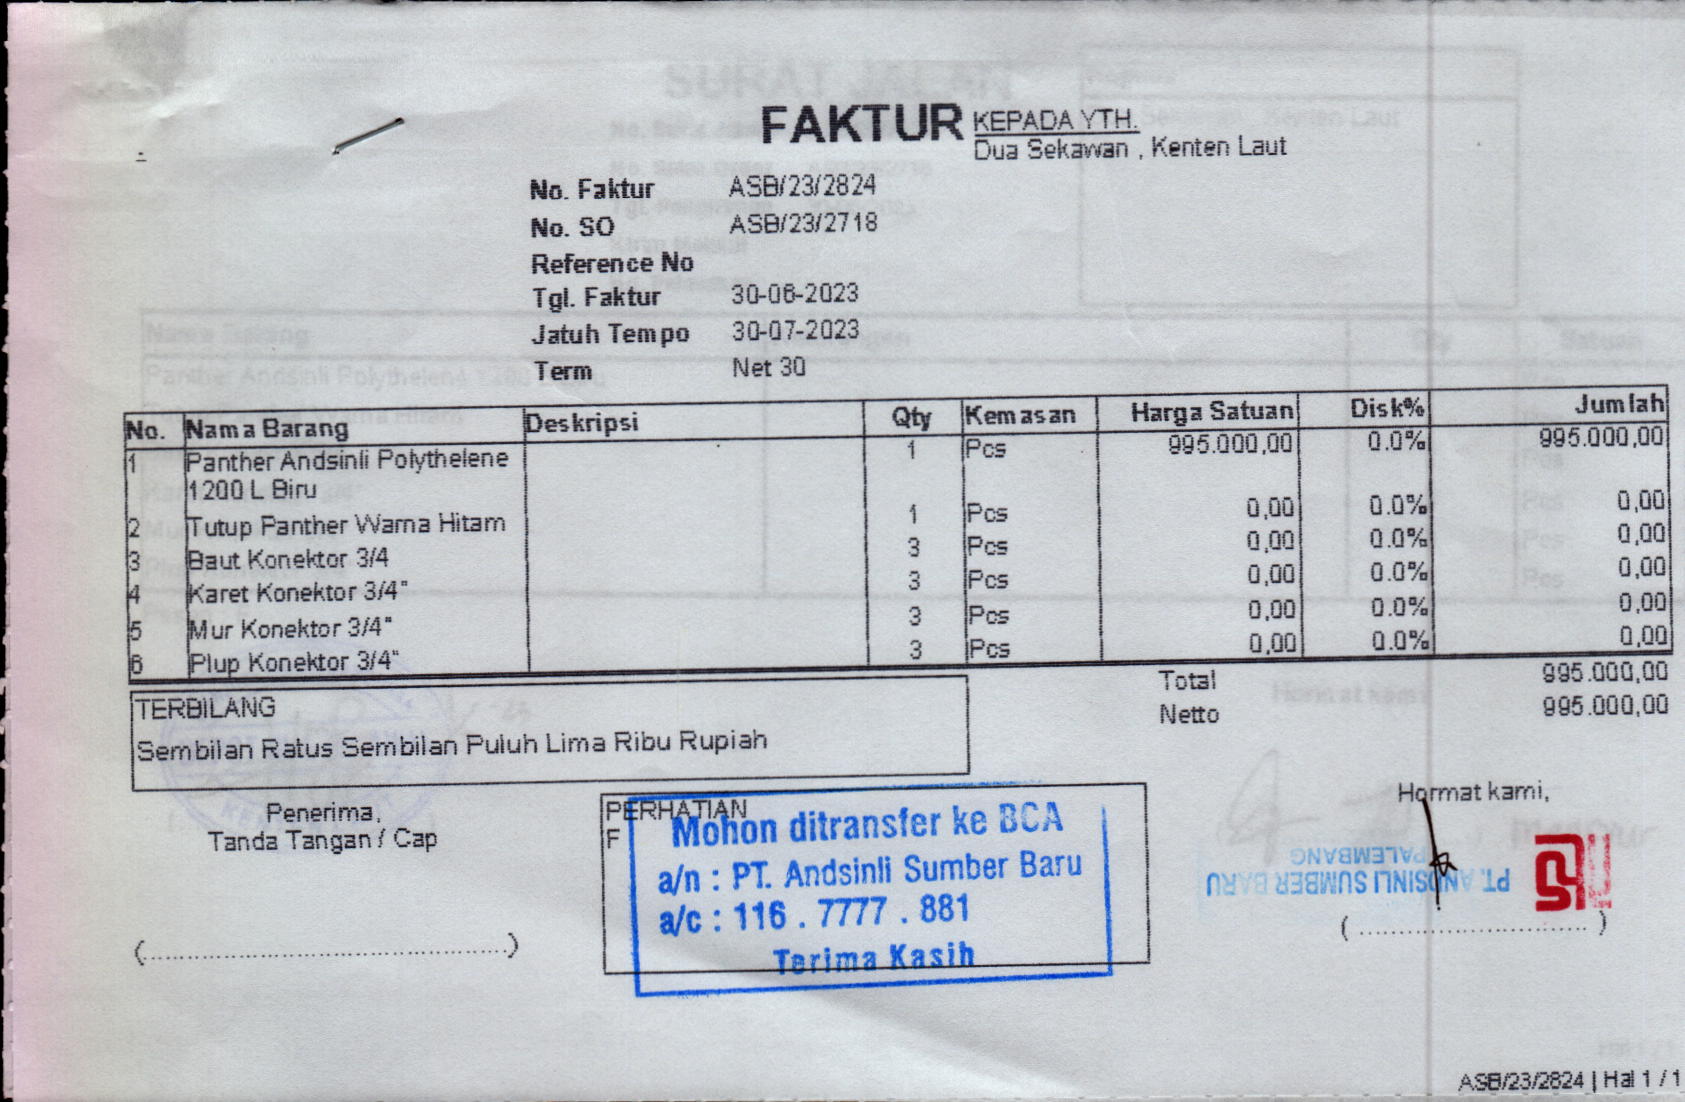 FAKTUR
KEPADA YTH.
Dua Sekawan , Kenten Laut
No. Faktur ASB/23/2824
No. SO ASB/23/2718
Reference No
Tgl. Faktur 30-06-2023
Jatuh Tempo 30-07-2023
Term Net 30
No. Nama Barang Deskripsi Qty Kemasan Harga Satuan Disk% Jumlah
1 Panther Andsinli Polythelene 1 Pcs 995.000,00 0.0% 995.000,00
1200 L Biru
2 Tutup Panther Warna Hitam 1 Pcs 0,00 0.0% 0,00
3 Baut Konektor 3/4 3 Pcs 0,00 0.0% 0,00
4 Karet Konektor 3/4" 3 Pcs 0,00 0.0% 0,00
5 Mur Konektor 3/4" 3 Pcs 0,00 0.0% 0,00
6 Plup Konektor 3/4" 3 Pcs 0,00 0.0% 0,00
Total 995.000,00
Netto 995.000,00
TERBILANG
Sembilan Ratus Sembilan Puluh Lima Ribu Rupiah
Penerima,
Tanda Tangan / Cap
(........................................)
PERHATIAN
F
Mohon ditransfer ke BCA
a/n : PT. Andsinli Sumber Baru
a/c : 116 . 7777 . 881
Terima Kasih
Hormat kami,
PT. ANDSINLI SUMBER BARU
PALEMBANG
( ............................ )
ASB/23/2824 | Hal 1 / 1